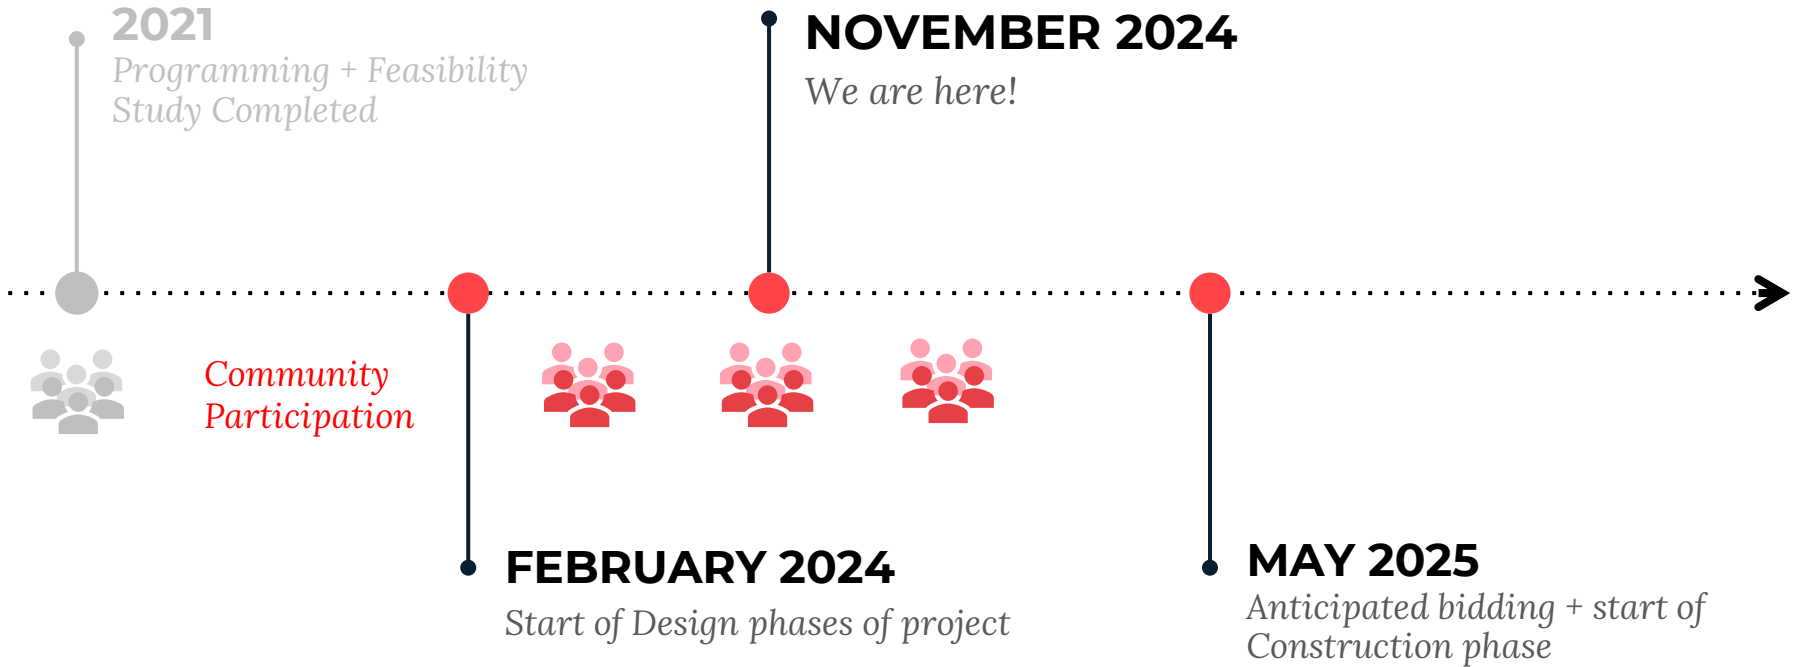 2021
Programming + Feasibility
Study Completed
NOVEMBER 2024
We are here!
Community
Participation
FEBRUARY 2024
Start of Design phases of project
MAY 2025
Anticipated bidding + start of
Construction phase